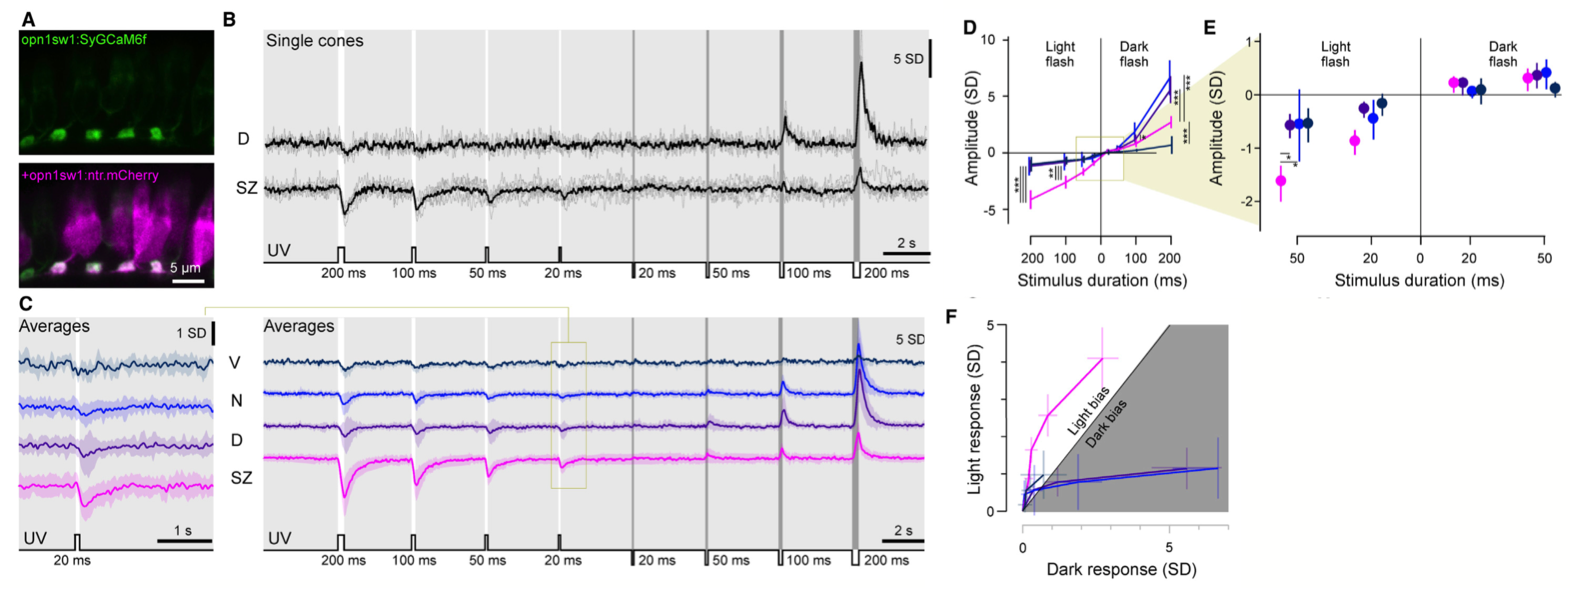 A
opn1sw1:SyGCaM6f
+opn1sw1:ntr.mCherry
5 µm
B
Single cones
5 SD
D
SZ
UV
2 s
200 ms
100 ms
50 ms
20 ms
20 ms
50 ms
100 ms
200 ms
C
Averages
1 SD
V
N
D
SZ
UV
1 s
20 ms
Averages
5 SD
UV
2 s
200 ms
100 ms
50 ms
20 ms
20 ms
50 ms
100 ms
200 ms
D
Amplitude (SD)
10
5
0
-5
Light
flash
Dark
flash
***
***
*
***
***
**
200 100 0 100 200
Stimulus duration (ms)
E
Amplitude (SD)
1
0
-1
-2
Light
flash
Dark
flash
*
*
50 20 0 20 50
Stimulus duration (ms)
F
Light response (SD)
5
0
Light bias
Dark bias
0 5
Dark response (SD)